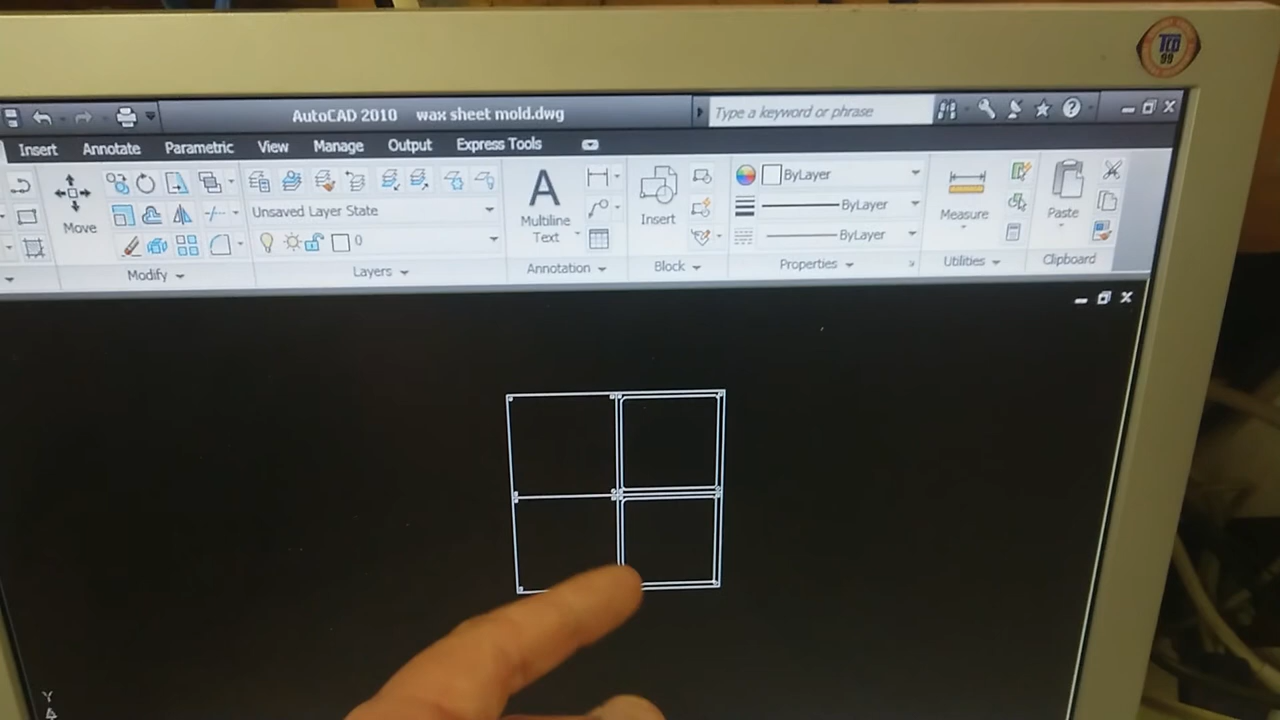 TCO
99
AutoCAD 2010 wax sheet mold.dwg
Type a keyword or phrase
Insert Annotate Parametric View Manage Output Express Tools
ByLayer
Unsaved Layer State
ByLayer
0
ByLayer
Move
A
Multiline
Text
Insert
Measure
Paste
Modify Layers Annotation Block Properties Utilities Clipboard
Y